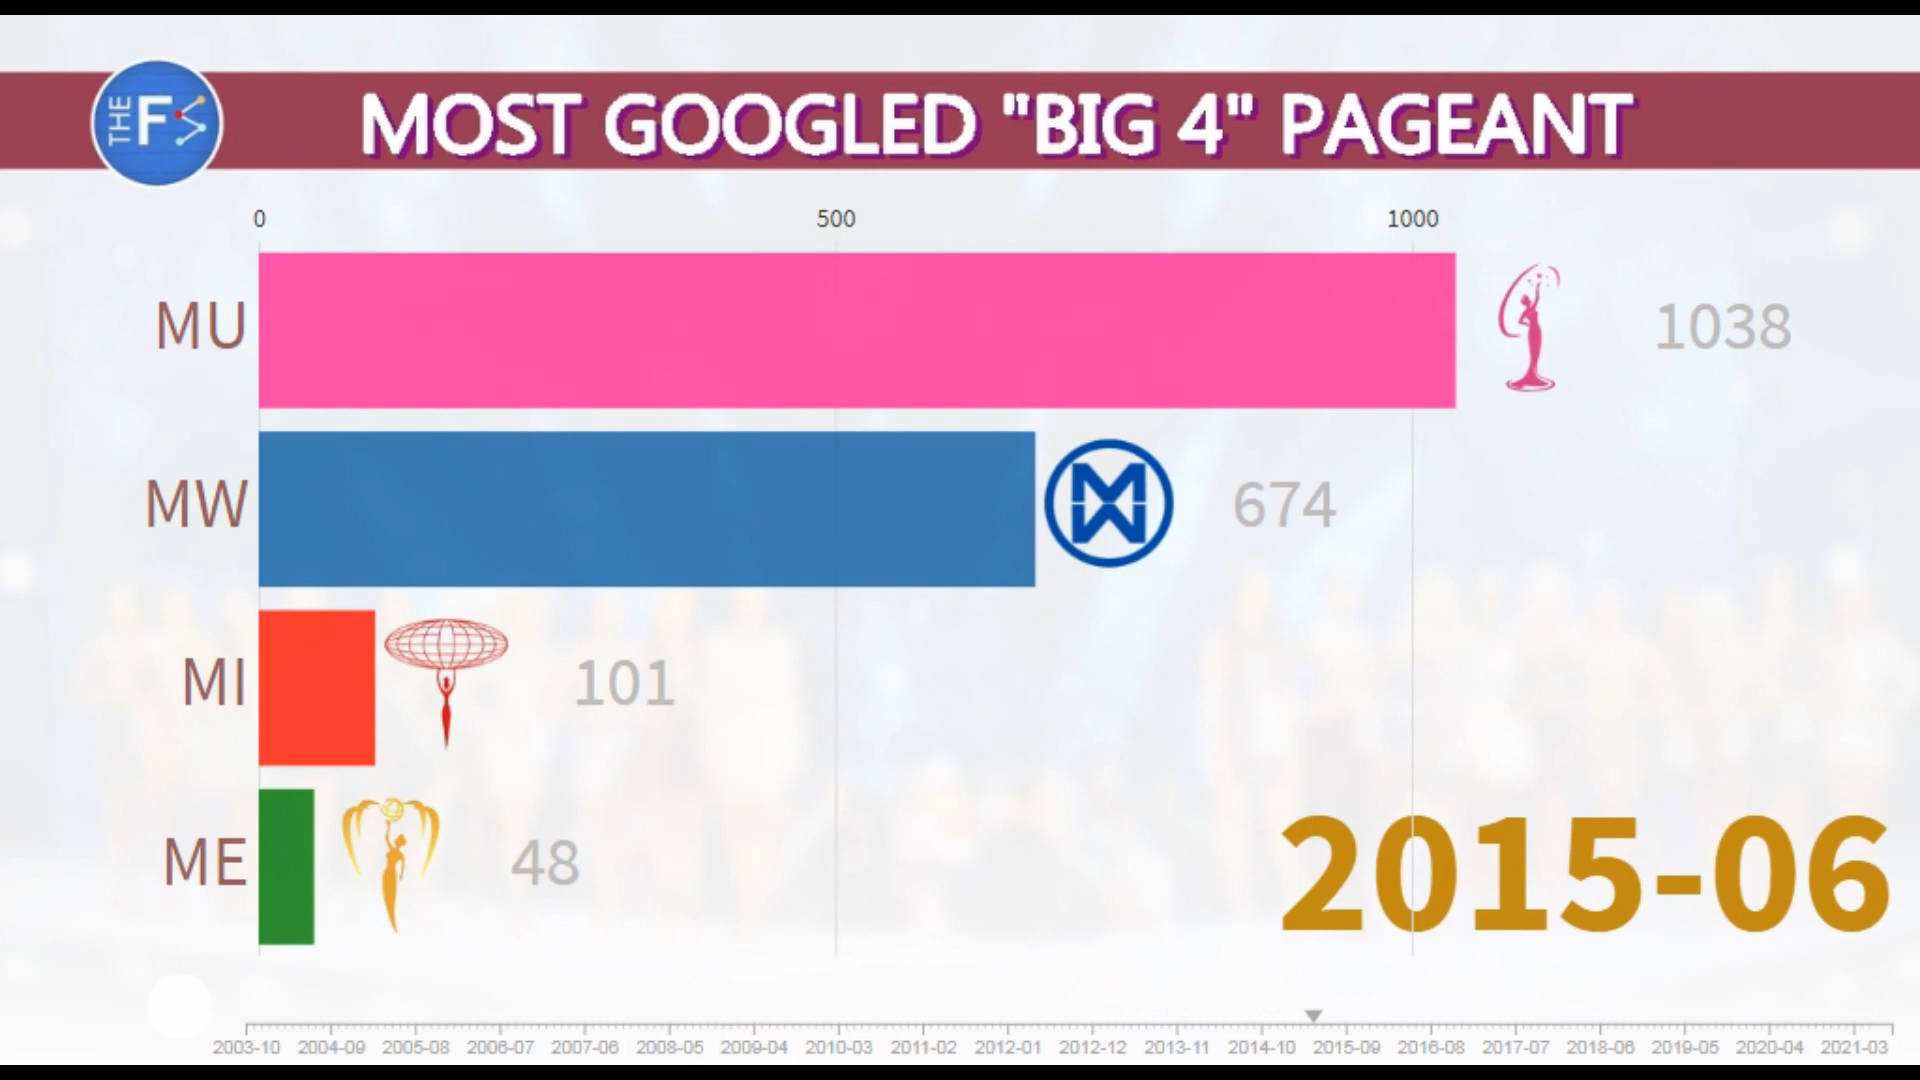 THE F
MOST GOOGLED "BIG 4" PAGEANT
0 500 1000
MU 1038
MW MW 674
MI 101
ME 48
2015-06
2003-10 2004-09 2005-08 2006-07 2007-06 2008-05 2009-04 2010-03 2011-02 2012-01 2012-12 2013-11 2014-10 2015-09 2016-08 2017-07 2018-06 2019-05 2020-04 2021-03